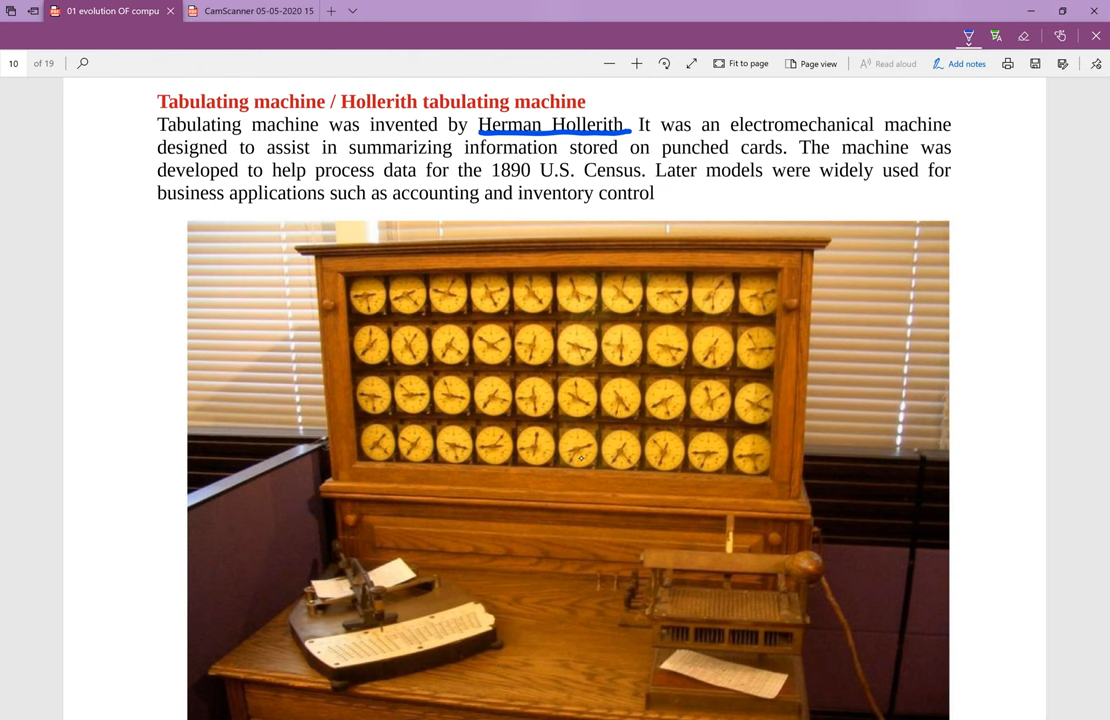 01 evolution OF compu
CamScanner 05-05-2020 15
10 of 19
Fit to page
Page view
Read aloud
Add notes
Tabulating machine / Hollerith tabulating machine
Tabulating machine was invented by Herman Hollerith. It was an electromechanical machine
designed to assist in summarizing information stored on punched cards. The machine was
developed to help process data for the 1890 U.S. Census. Later models were widely used for
business applications such as accounting and inventory control